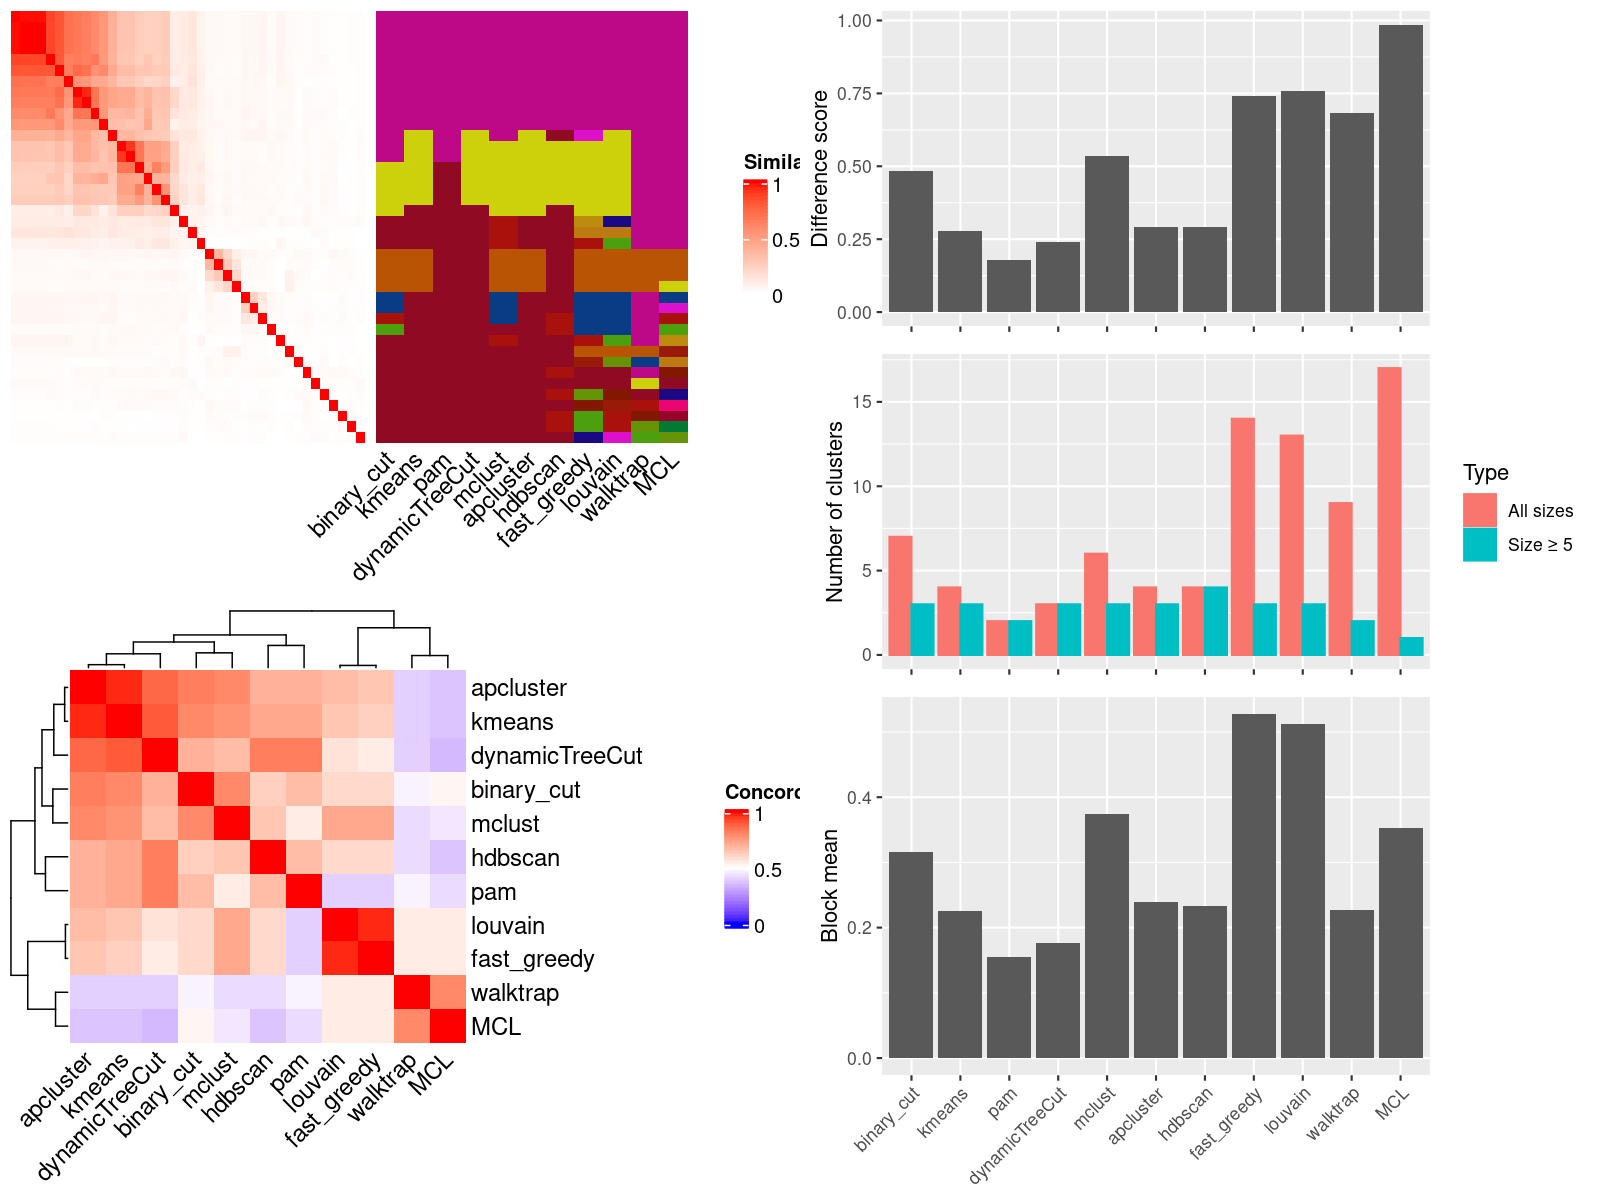 Simila
1
0.5
0
binary_cut
kmeans
pam
dynamicTreeCut
mclust
apcluster
hdbscan
fast_greedy
louvain
walktrap
MCL
Difference score
1.00
0.75
0.50
0.25
0.00
Number of clusters
15
10
5
0
Type
All sizes
Size ≥ 5
Block mean
0.4
0.2
0.0
binary_cut
kmeans
pam
dynamicTreeCut
mclust
apcluster
hdbscan
fast_greedy
louvain
walktrap
MCL
apcluster
kmeans
dynamicTreeCut
binary_cut
mclust
hdbscan
pam
louvain
fast_greedy
walktrap
MCL
Concord
1
0.5
0
apcluster
kmeans
dynamicTreeCut
binary_cut
mclust
hdbscan
pam
louvain
fast_greedy
walktrap
MCL